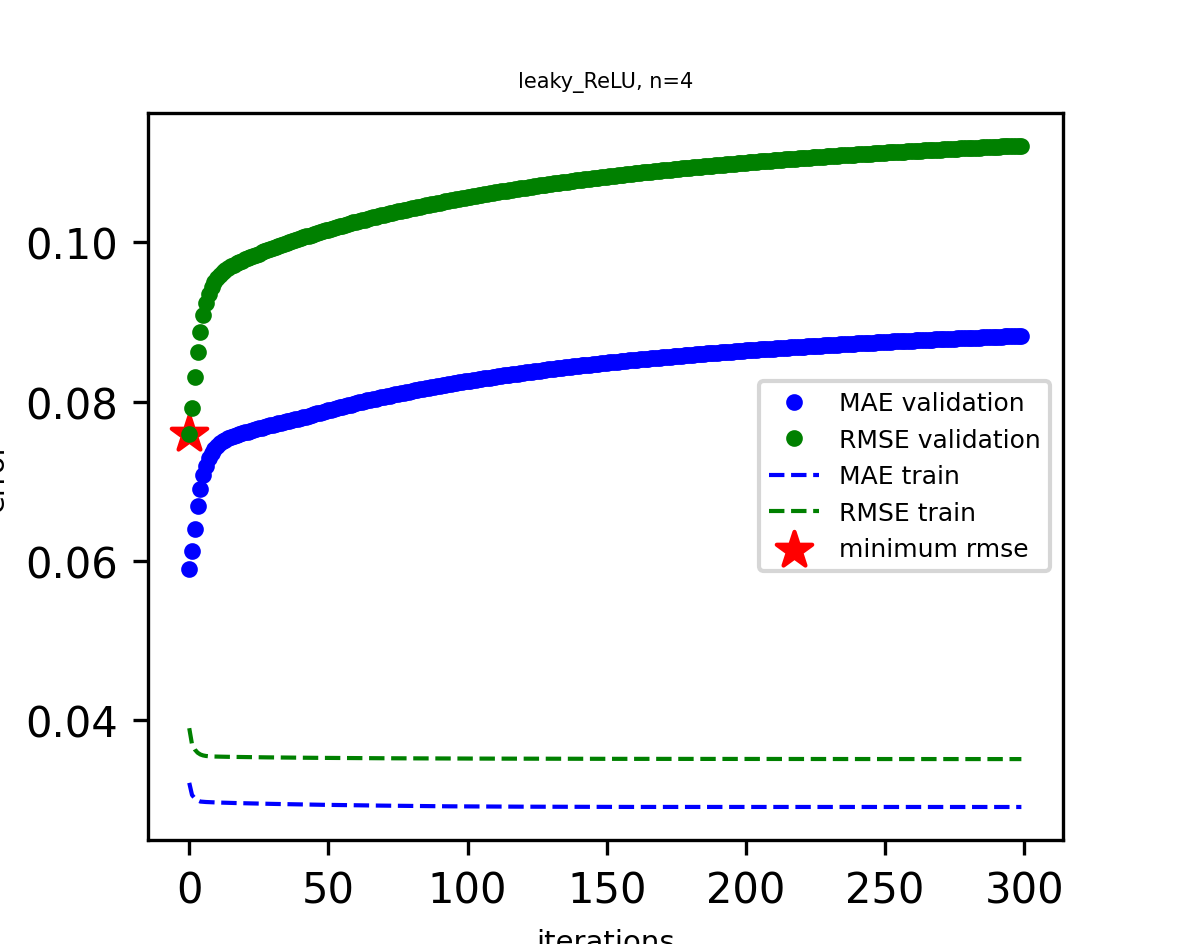 leaky_ReLU, n=4
0.10
0.08
0.06
0.04
MAE validation
RMSE validation
MAE train
RMSE train
minimum rmse
0 50 100 150 200 250 300
iterations